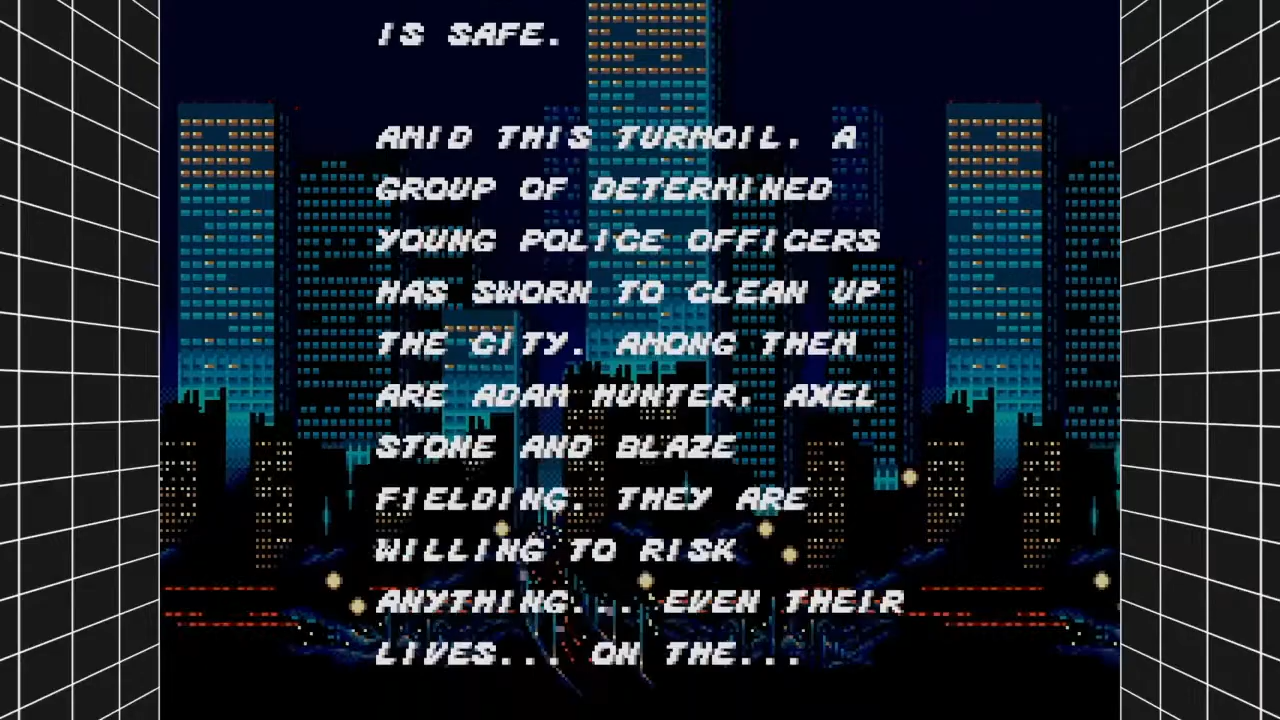 IS SAFE.
AMID THIS TURMOIL, A
GROUP OF DETERMINED
YOUNG POLICE OFFICERS
HAS SWORN TO CLEAN UP
THE CITY. AMONG THEM
ARE ADAM HUNTER, AXEL
STONE AND BLAZE
FIELDING. THEY ARE
WILLING TO RISK
ANYTHING... EVEN THEIR
LIVES... ON THE...